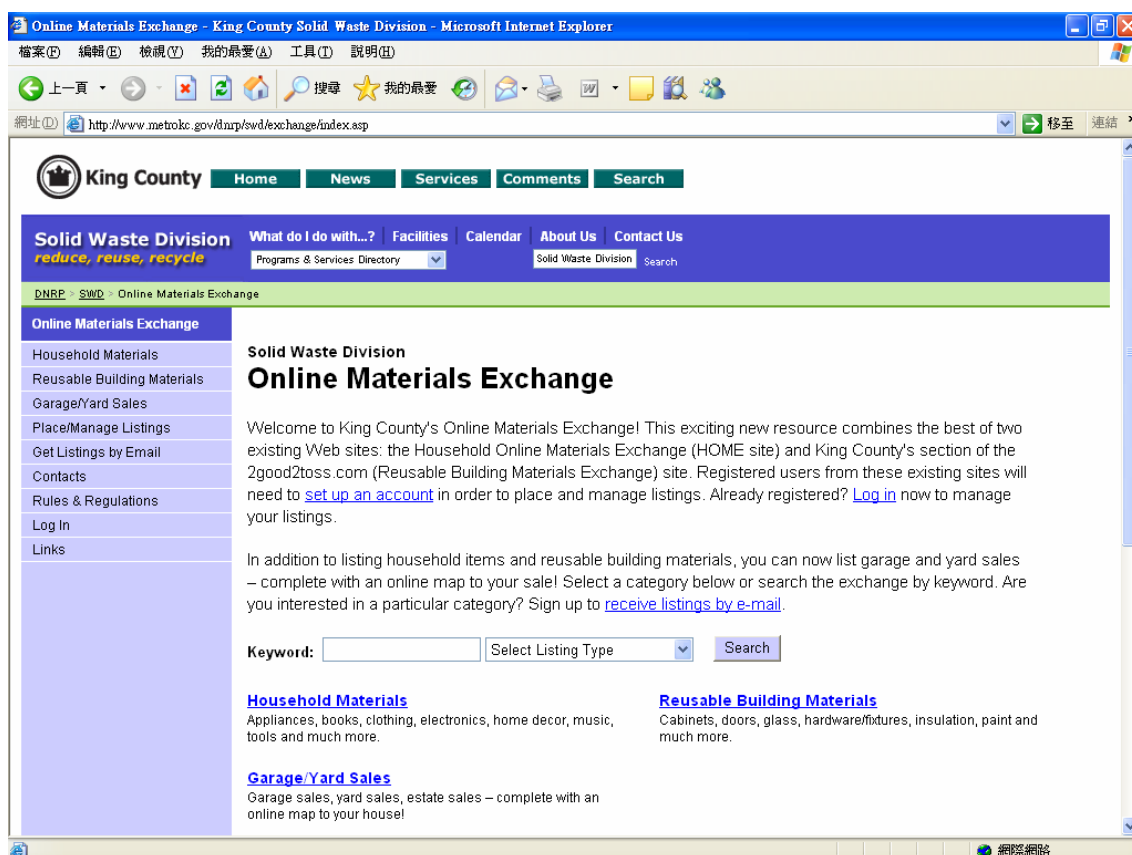 Online Materials Exchange - King County Solid Waste Division - Microsoft Internet Explorer
檔案(F) 編輯(E) 檢視(V) 我的最愛(A) 工具(T) 說明(H)
上一頁 搜尋 我的最愛
網址(D) http://www.metrokc.gov/dnrp/swd/exchange/index.asp 移至 連結
King County Home News Services Comments Search
Solid Waste Division What do I do with...? Facilities Calendar About Us Contact Us
reduce, reuse, recycle Programs & Services Directory Solid Waste Division Search
DNRP > SWD > Online Materials Exchange
Online Materials Exchange
Household Materials
Reusable Building Materials
Garage/Yard Sales
Place/Manage Listings
Get Listings by Email
Contacts
Rules & Regulations
Log In
Links
Solid Waste Division
Online Materials Exchange
Welcome to King County's Online Materials Exchange! This exciting new resource combines the best of two
existing Web sites: the Household Online Materials Exchange (HOME site) and King County's section of the
2good2toss.com (Reusable Building Materials Exchange) site. Registered users from these existing sites will
need to set up an account in order to place and manage listings. Already registered? Log in now to manage
your listings.
In addition to listing household items and reusable building materials, you can now list garage and yard sales
– complete with an online map to your sale! Select a category below or search the exchange by keyword. Are
you interested in a particular category? Sign up to receive listings by e-mail.
Keyword: Select Listing Type Search
Household Materials
Appliances, books, clothing, electronics, home decor, music,
tools and much more.
Reusable Building Materials
Cabinets, doors, glass, hardware/fixtures, insulation, paint and
much more.
Garage/Yard Sales
Garage sales, yard sales, estate sales – complete with an
online map to your house!
網際網路